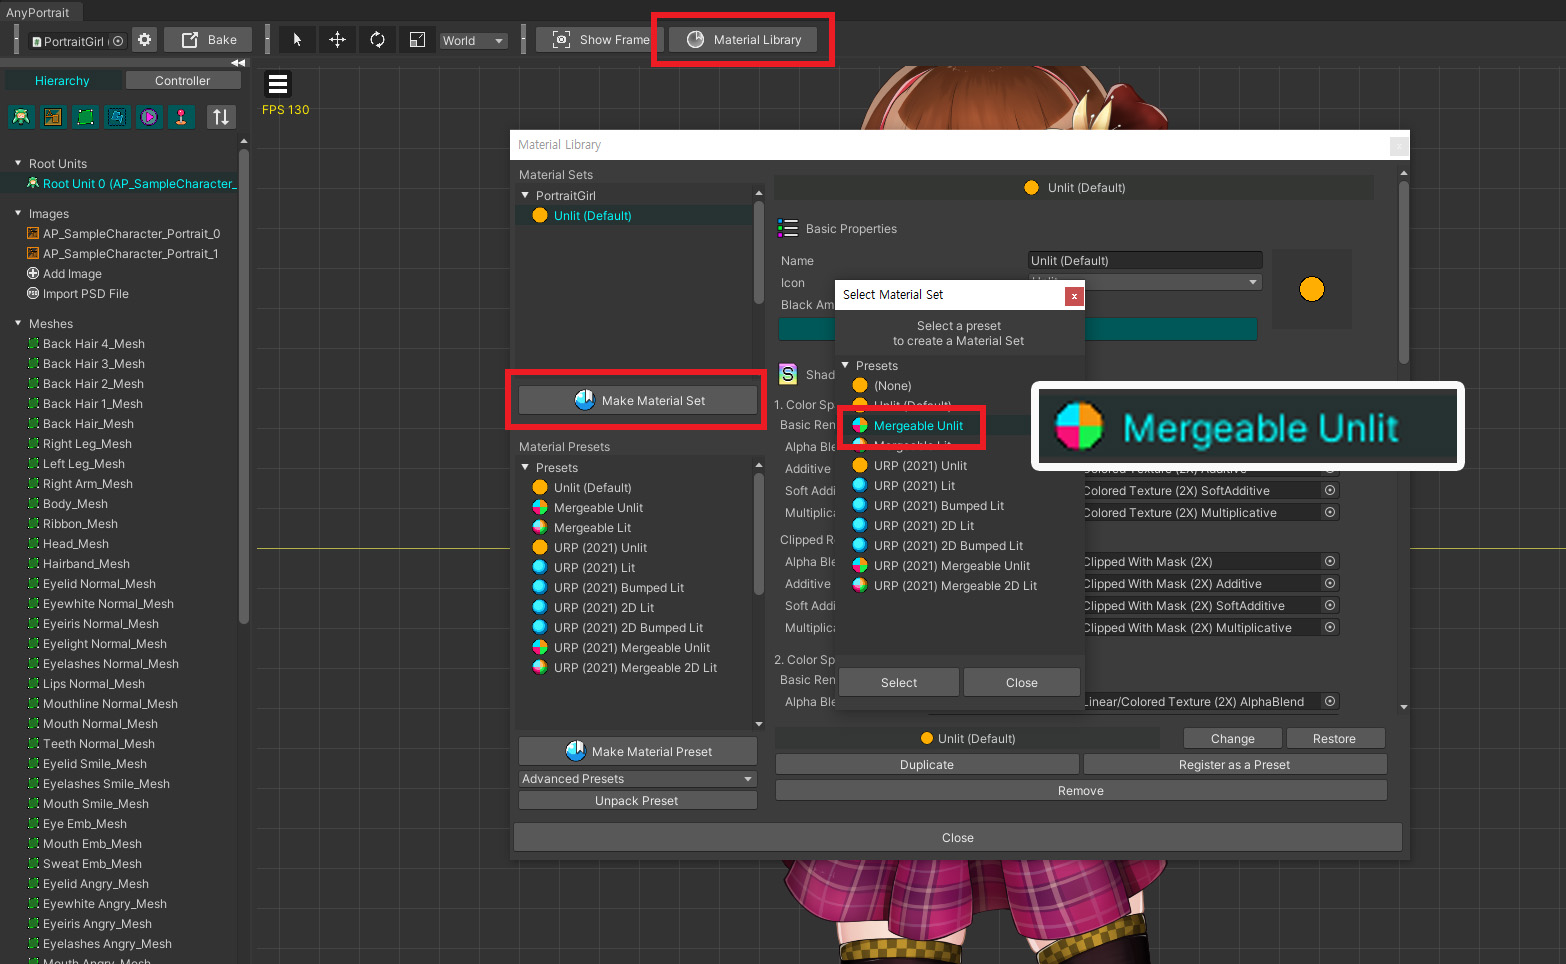 AnyPortrait
PortraitGirl
Bake
World
Show Frame
Material Library
Hierarchy
Controller
FPS 130
Root Units
Root Unit 0 (AP_SampleCharacter_
Images
AP_SampleCharacter_Portrait_0
AP_SampleCharacter_Portrait_1
Add Image
Import PSD File
Meshes
Back Hair 4_Mesh
Back Hair 3_Mesh
Back Hair 2_Mesh
Back Hair 1_Mesh
Back Hair_Mesh
Right Leg_Mesh
Left Leg_Mesh
Right Arm_Mesh
Body_Mesh
Ribbon_Mesh
Head_Mesh
Hairband_Mesh
Eyelid Normal_Mesh
Eyewhite Normal_Mesh
Eyeiris Normal_Mesh
Eyelight Normal_Mesh
Eyelashes Normal_Mesh
Lips Normal_Mesh
Mouthline Normal_Mesh
Mouth Normal_Mesh
Teeth Normal_Mesh
Eyelid Smile_Mesh
Eyelashes Smile_Mesh
Mouth Smile_Mesh
Eye Emb_Mesh
Mouth Emb_Mesh
Sweat Emb_Mesh
Eyelid Angry_Mesh
Eyewhite Angry_Mesh
Eyeiris Angry_Mesh
Eyelashes Angry_Mesh
Mouth Angry_Mesh
Material Library
Material Sets
PortraitGirl
Unlit (Default)
Make Material Set
Material Presets
Presets
Unlit (Default)
Mergeable Unlit
Mergeable Lit
URP (2021) Unlit
URP (2021) Lit
URP (2021) Bumped Lit
URP (2021) 2D Lit
URP (2021) 2D Bumped Lit
URP (2021) Mergeable Unlit
URP (2021) Mergeable 2D Lit
Make Material Preset
Advanced Presets
Unpack Preset
Unlit (Default)
Basic Properties
Name
Unlit (Default)
Icon
Black Am
Shad
1. Color Sp
Basic Ren
Alpha Ble
Additive
Colored Texture (2X) Additive
Soft Addi
Colored Texture (2X) SoftAdditive
Multiplica
Colored Texture (2X) Multiplicative
Clipped Re
Alpha Ble
Clipped With Mask (2X)
Additive
Clipped With Mask (2X) Additive
Soft Addi
Clipped With Mask (2X) SoftAdditive
Multiplica
Clipped With Mask (2X) Multiplicative
2. Color Sp
Basic Ren
Alpha Ble
Linear/Colored Texture (2X) AlphaBlend
Unlit (Default)
Change
Restore
Duplicate
Register as a Preset
Remove
Close
Select Material Set
Select a preset
to create a Material Set
Presets
(None)
Unlit (Default)
Mergeable Unlit
Mergeable Lit
URP (2021) Unlit
URP (2021) Lit
URP (2021) Bumped Lit
URP (2021) 2D Lit
URP (2021) 2D Bumped Lit
URP (2021) Mergeable Unlit
URP (2021) Mergeable 2D Lit
Select
Close
Mergeable Unlit